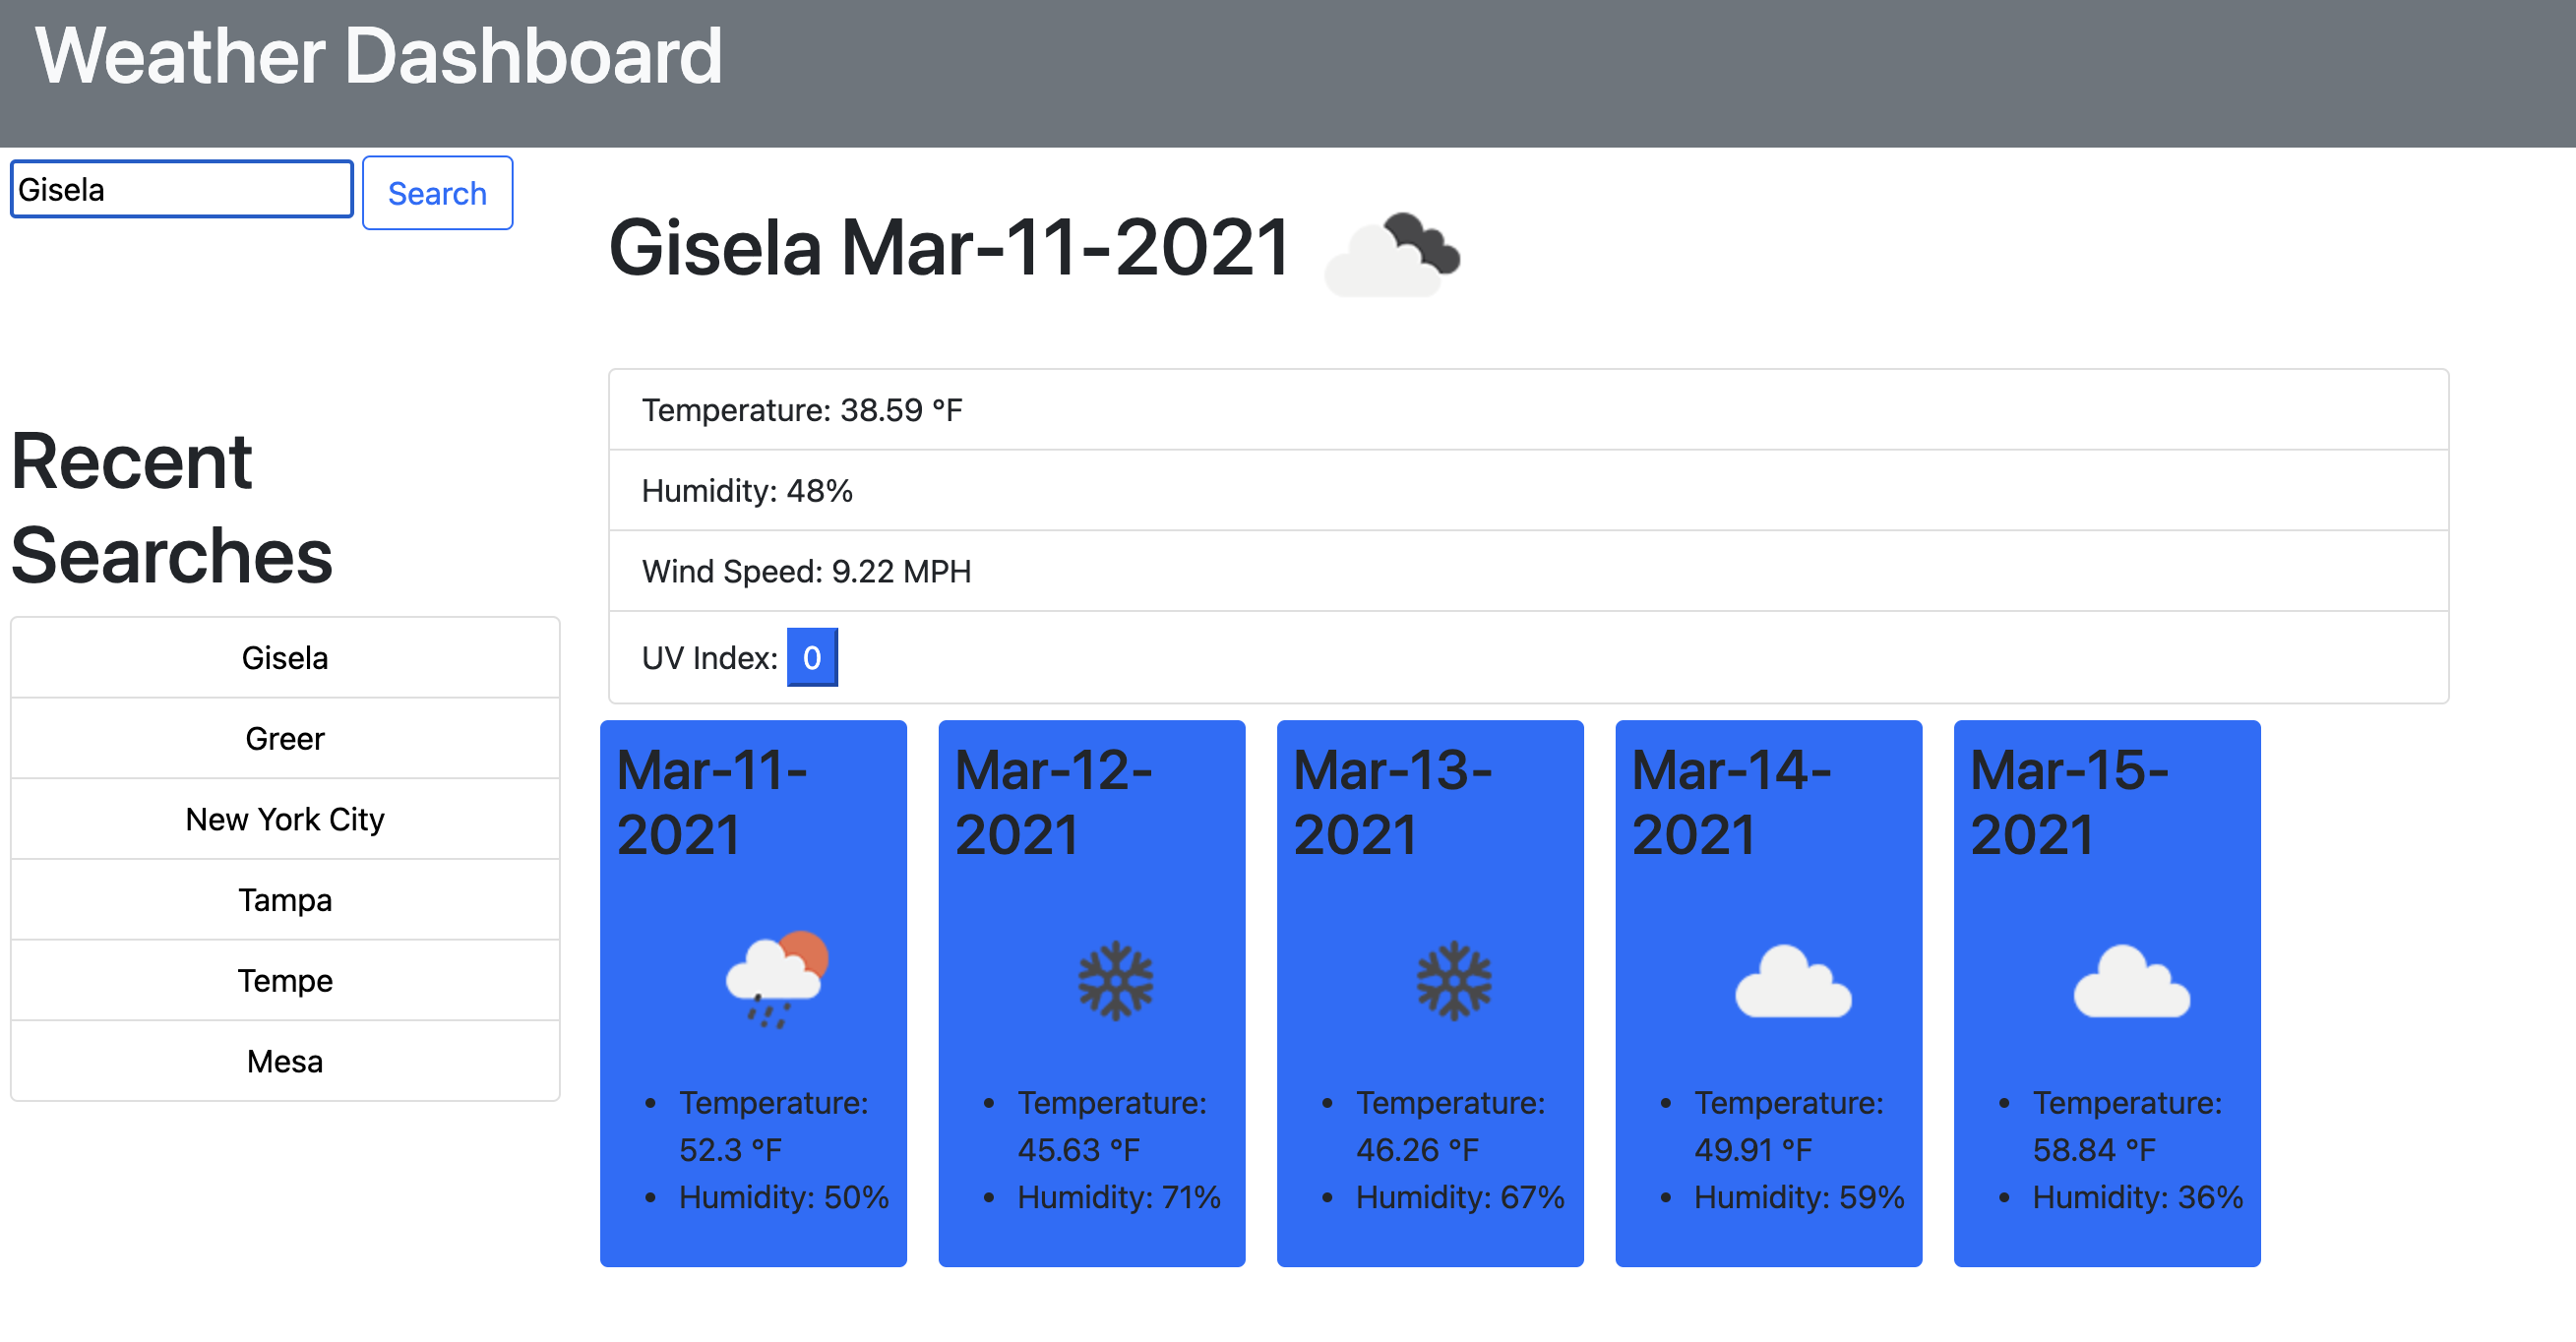 Weather Dashboard
Gisela
Search
Gisela Mar-11-2021
Recent
Searches
Gisela
Greer
New York City
Tampa
Tempe
Mesa
Temperature: 38.59 °F
Humidity: 48%
Wind Speed: 9.22 MPH
UV Index: 0
Mar-11-
2021
Temperature:
52.3 °F
Humidity: 50%
Mar-12-
2021
Temperature:
45.63 °F
Humidity: 71%
Mar-13-
2021
Temperature:
46.26 °F
Humidity: 67%
Mar-14-
2021
Temperature:
49.91 °F
Humidity: 59%
Mar-15-
2021
Temperature:
58.84 °F
Humidity: 36%